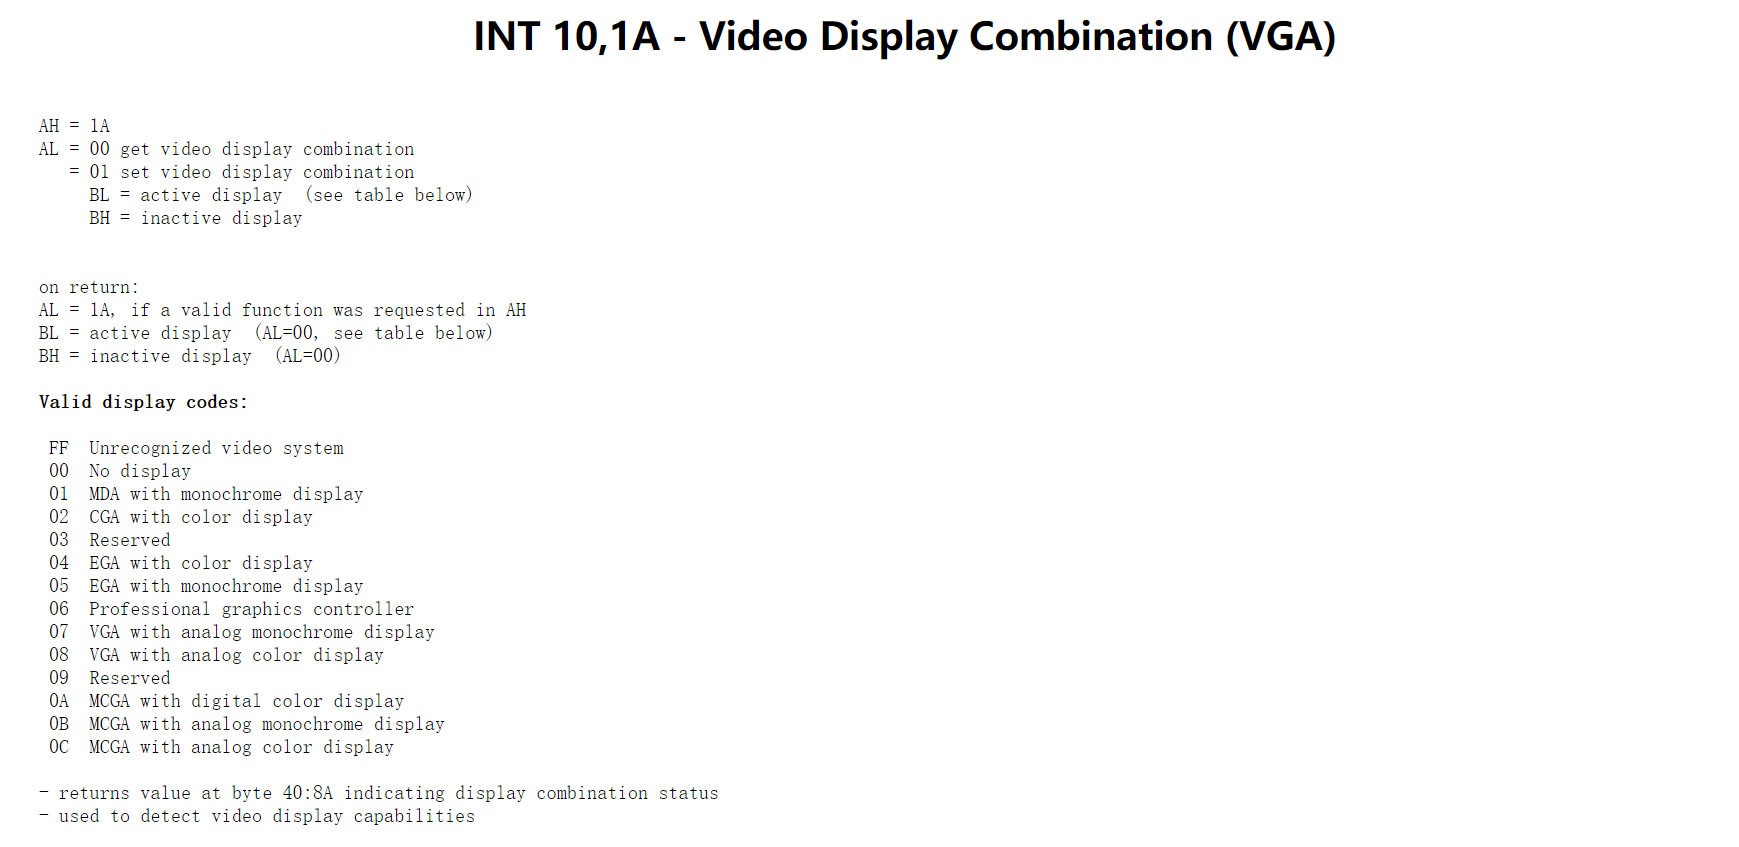 INT 10,1A - Video Display Combination (VGA)
AH = 1A
AL = 00 get video display combination
= 01 set video display combination
BL = active display  (see table below)
BH = inactive display
on return:
AL = 1A, if a valid function was requested in AH
BL = active display  (AL=00, see table below)
BH = inactive display  (AL=00)
Valid display codes:
FF  Unrecognized video system
00  No display
01  MDA with monochrome display
02  CGA with color display
03  Reserved
04  EGA with color display
05  EGA with monochrome display
06  Professional graphics controller
07  VGA with analog monochrome display
08  VGA with analog color display
09  Reserved
0A  MCGA with digital color display
0B  MCGA with analog monochrome display
0C  MCGA with analog color display
- returns value at byte 40:8A indicating display combination status
- used to detect video display capabilities